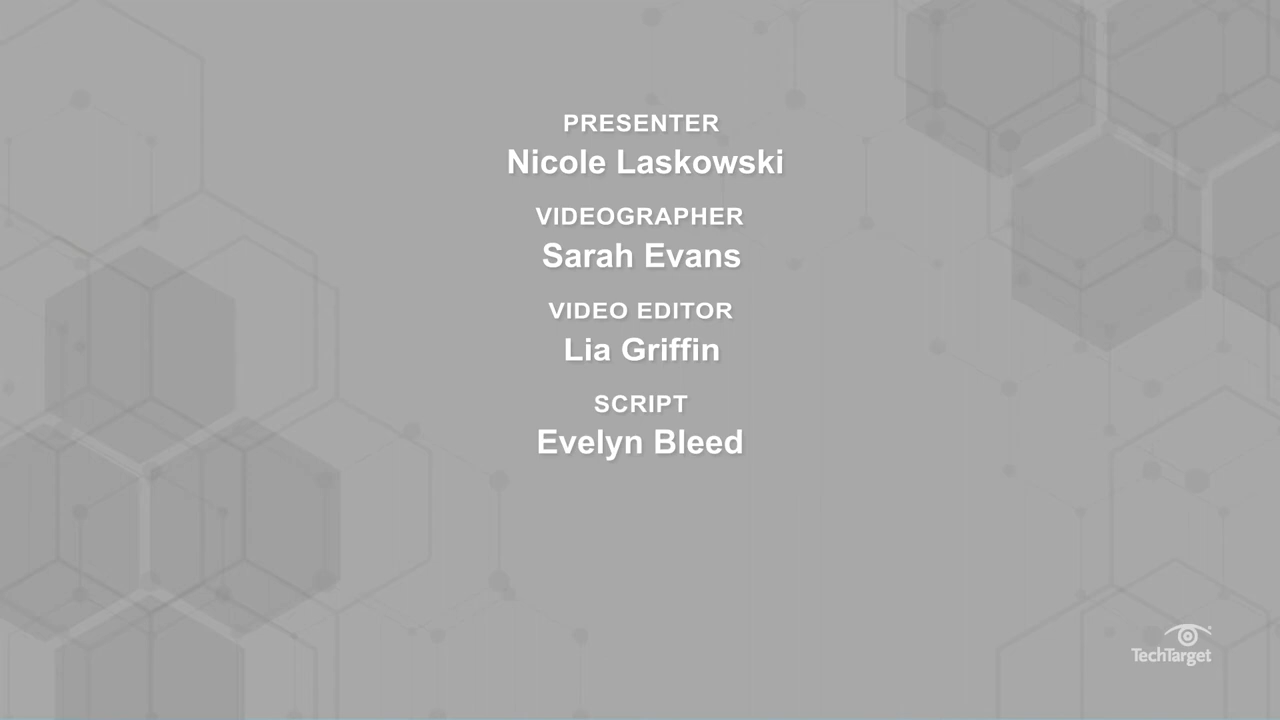 PRESENTER
Nicole Laskowski
VIDEOGRAPHER
Sarah Evans
VIDEO EDITOR
Lia Griffin
SCRIPT
Evelyn Bleed
TechTarget